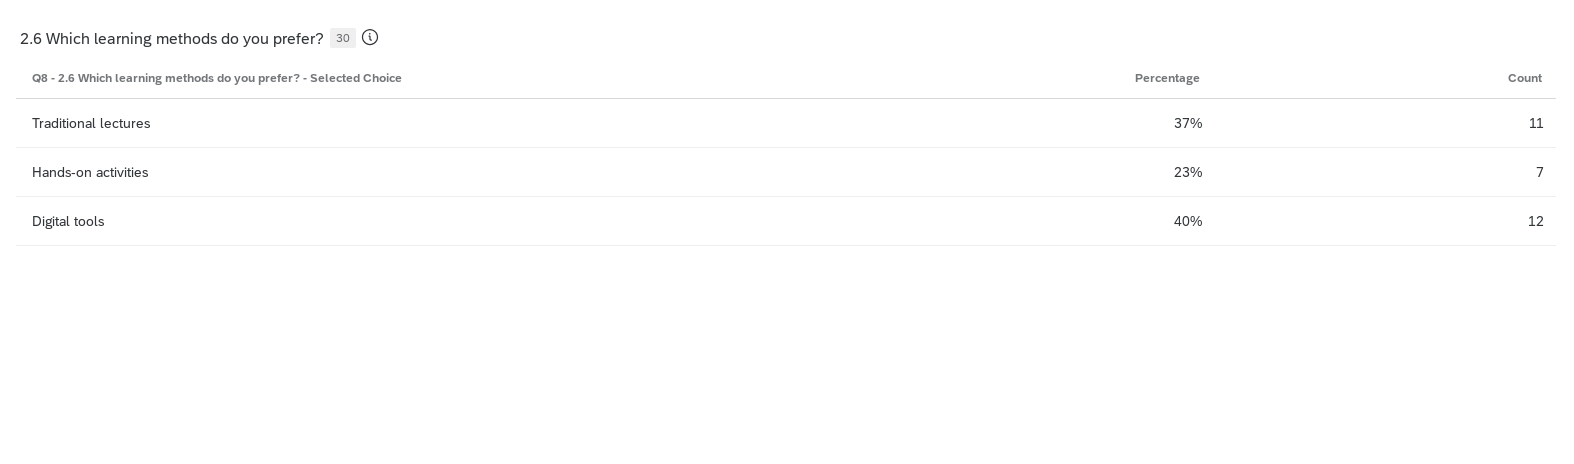 2.6 Which learning methods do you prefer? 30
Q8 - 2.6 Which learning methods do you prefer? - Selected Choice Percentage Count
Traditional lectures 37% 11
Hands-on activities 23% 7
Digital tools 40% 12